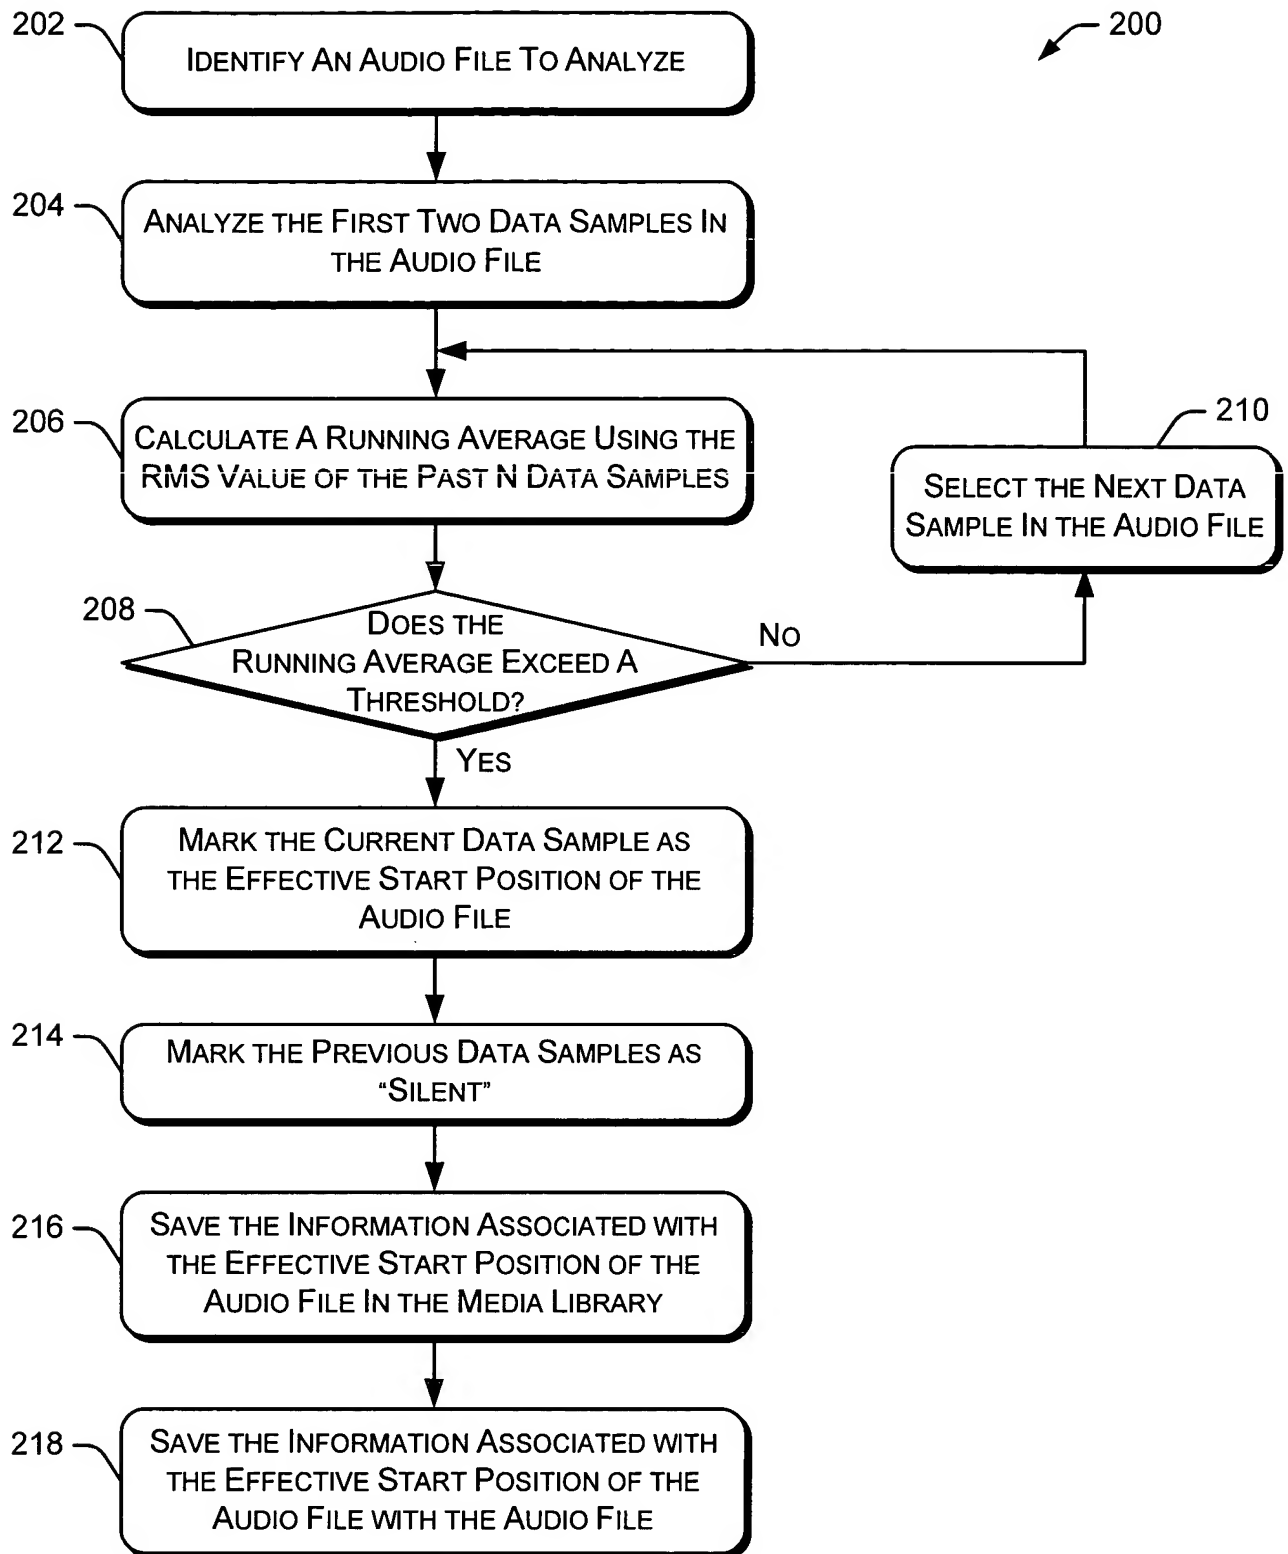 202
IDENTIFY AN AUDIO FILE TO ANALYZE
200
204
ANALYZE THE FIRST TWO DATA SAMPLES IN
THE AUDIO FILE
206
CALCULATE A RUNNING AVERAGE USING THE
RMS VALUE OF THE PAST N DATA SAMPLES
210
SELECT THE NEXT DATA
SAMPLE IN THE AUDIO FILE
208
DOES THE
RUNNING AVERAGE EXCEED A
THRESHOLD?
NO
YES
212
MARK THE CURRENT DATA SAMPLE AS
THE EFFECTIVE START POSITION OF THE
AUDIO FILE
214
MARK THE PREVIOUS DATA SAMPLES AS
"SILENT"
216
SAVE THE INFORMATION ASSOCIATED WITH
THE EFFECTIVE START POSITION OF THE
AUDIO FILE IN THE MEDIA LIBRARY
218
SAVE THE INFORMATION ASSOCIATED WITH
THE EFFECTIVE START POSITION OF THE
AUDIO FILE WITH THE AUDIO FILE